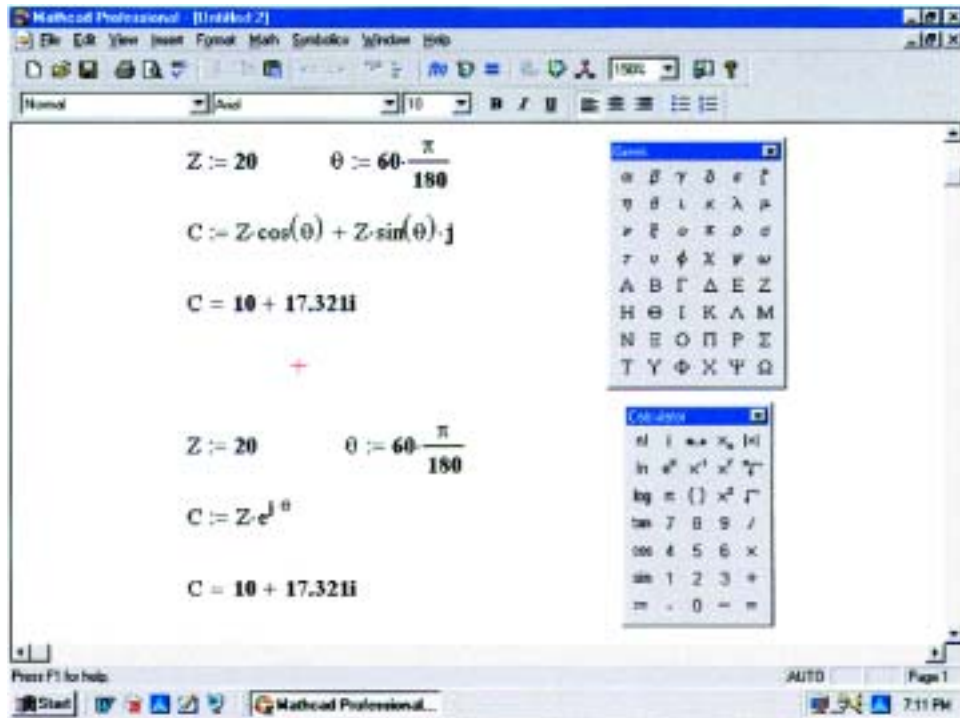 Mathcad Professional - [Untitled:2]
File Edit View Insert Format Math Symbolics Window Help
150%
Normal Arial 10 B I U
Z := 20 θ := 60·π/180
C := Z·cos(θ) + Z·sin(θ)·j
C = 10 + 17.321i
Z := 20 θ := 60·π/180
C := Z·e^j·θ
C = 10 + 17.321i
α β γ δ ε ζ
η θ ι κ λ μ
ν ξ ο π ρ σ
τ υ φ χ ψ ω
Α Β Γ Δ Ε Ζ
Η Θ Ι Κ Λ Μ
Ν Ξ Ο Π Ρ Σ
Τ Υ Φ Χ Ψ Ω
Calculator
n! i |x|
ln e^x x^-1 x^y
log π () x² √
tan 7 8 9 /
cos 4 5 6 ×
sin 1 2 3 +
:= . 0 − =
Press F1 for help.
AUTO Page 1
Start Mathcad Professional... 7:11 PM